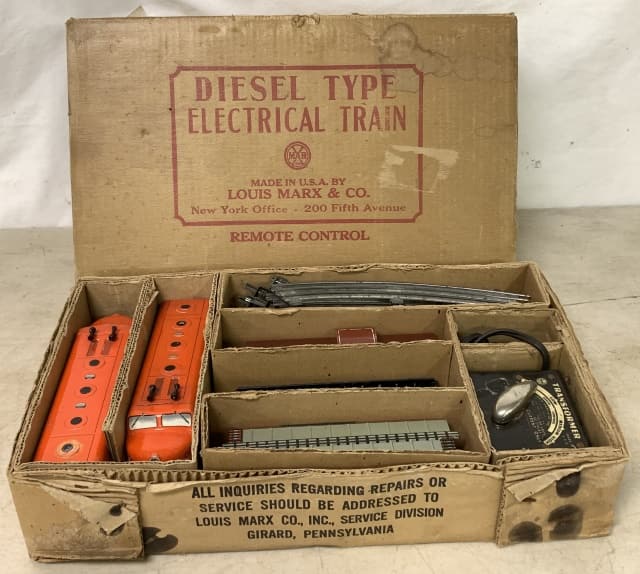 DIESEL TYPE
ELECTRICAL TRAIN
MAR
MADE IN U.S.A. BY
LOUIS MARX & CO.
New York Office - 200 Fifth Avenue
REMOTE CONTROL
TRANSFORMER
ALL INQUIRIES REGARDING REPAIRS OR
SERVICE SHOULD BE ADDRESSED TO
LOUIS MARX CO., INC., SERVICE DIVISION
GIRARD, PENNSYLVANIA